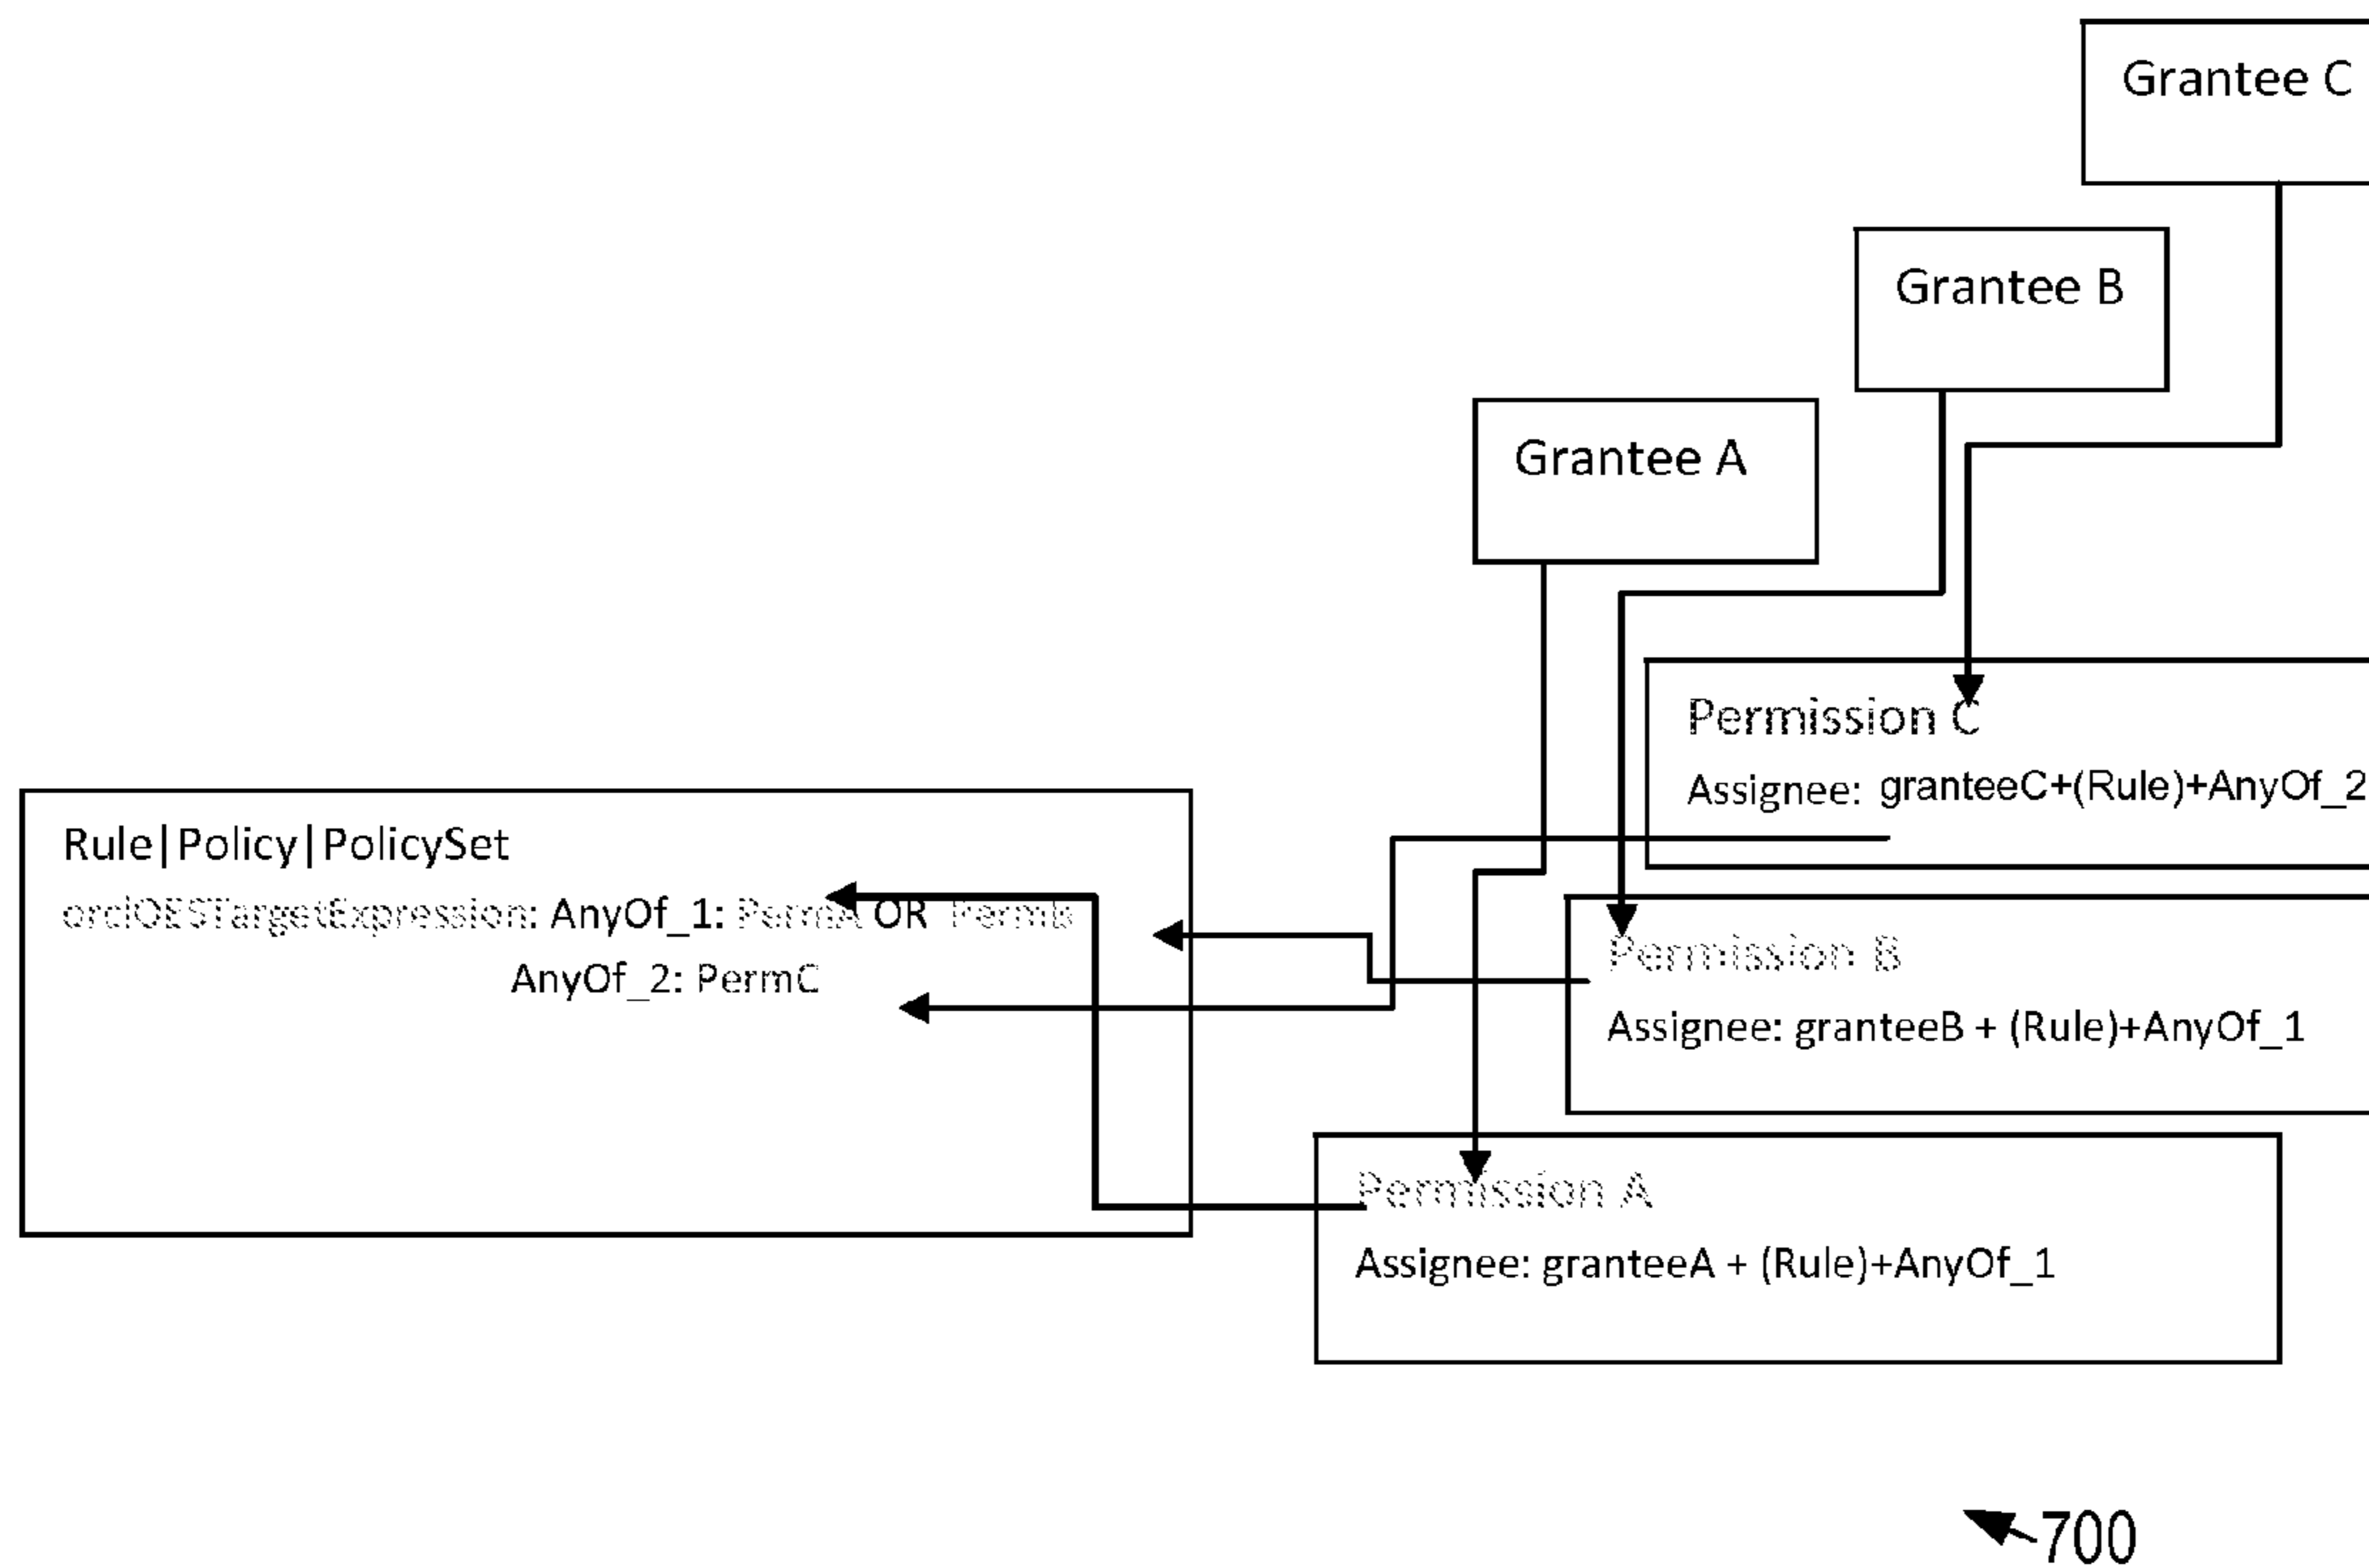 Grantee C
Grantee B
Grantee A
Permission C
Assignee: granteeC+(Rule)+AnyOf_2
Rule|Policy|PolicySet
orclOESTargetExpression: AnyOf_1: PermA OR PermB
AnyOf_2: PermC
Permission B
Assignee: granteeB + (Rule)+AnyOf_1
Permission A
Assignee: granteeA + (Rule)+AnyOf_1
700